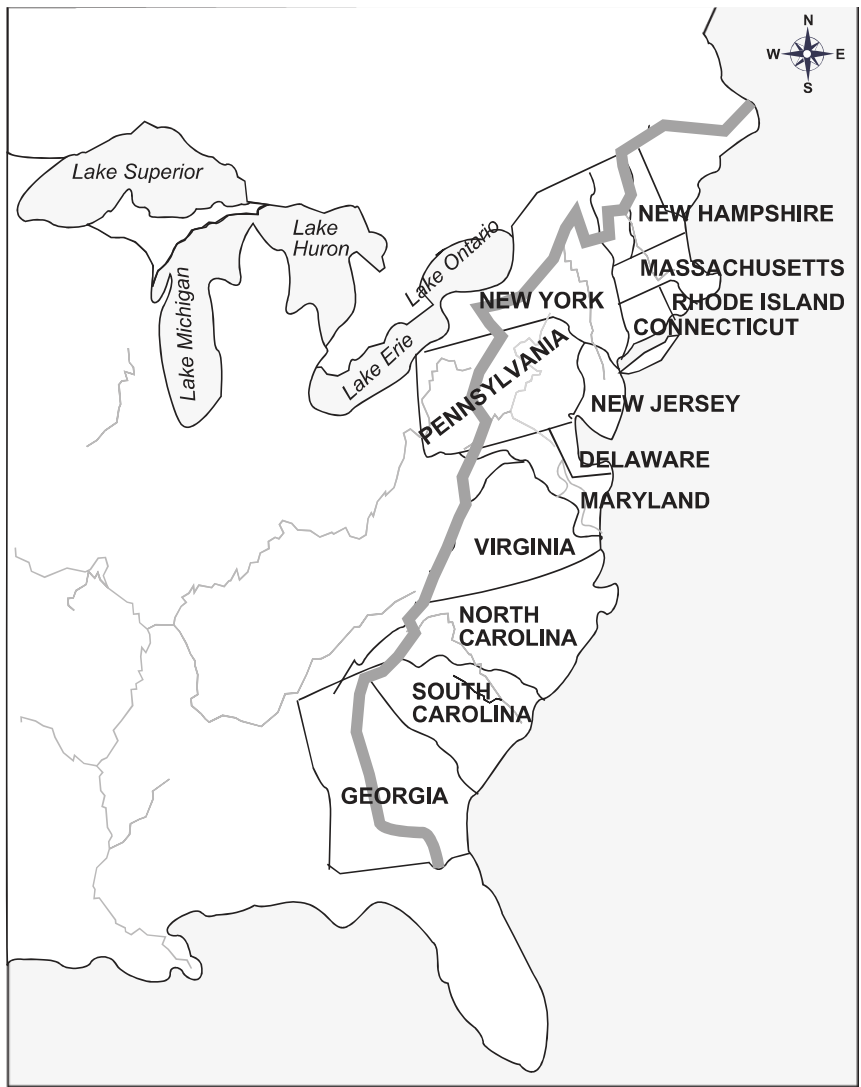 N
W E
S
Lake Superior
Lake
Huron
Lake Ontario
Lake Michigan
Lake Erie
NEW HAMPSHIRE
MASSACHUSETTS
RHODE ISLAND
NEW YORK
CONNECTICUT
PENNSYLVANIA
NEW JERSEY
DELAWARE
MARYLAND
VIRGINIA
NORTH
CAROLINA
SOUTH
CAROLINA
GEORGIA